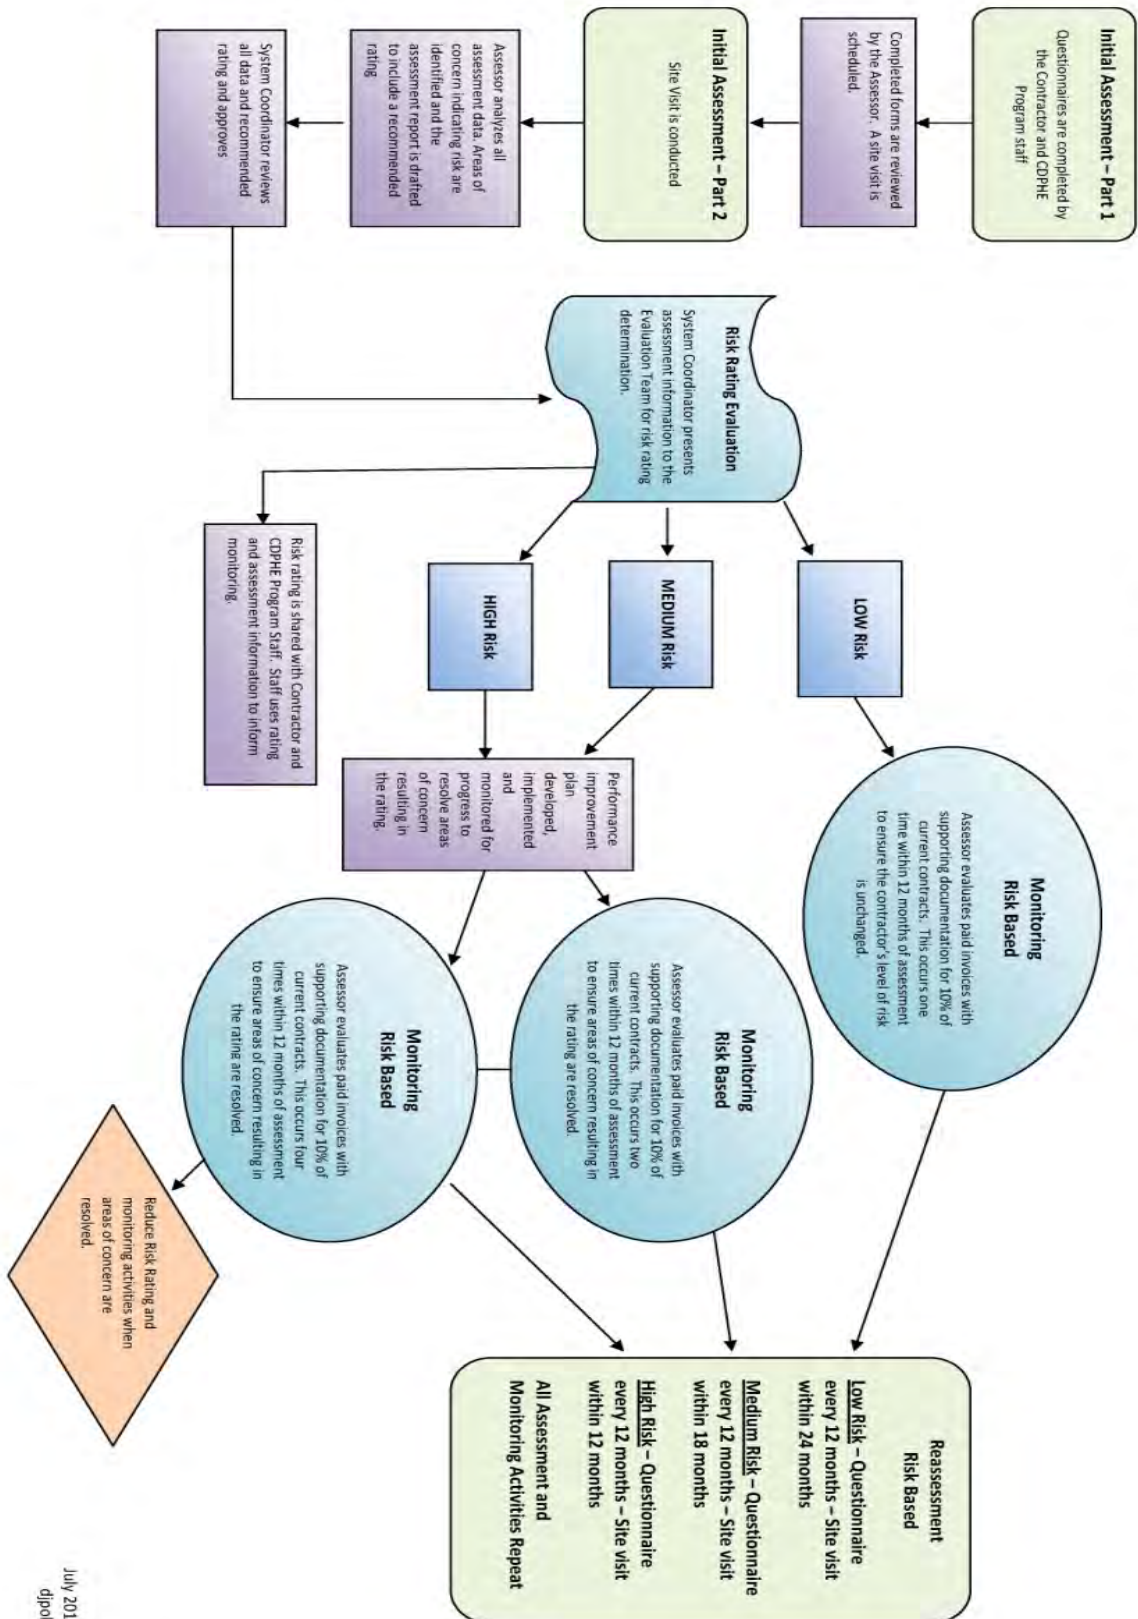 Initial Assessment – Part 1
Questionnaires are completed by
the Contractor and CDPHE
Program staff
Completed forms are reviewed
by the Assessor. A site visit is
scheduled.
Initial Assessment – Part 2
Site Visit is conducted
Assessor analyzes all
assessment data. Areas of
concern indicating risk are
identified and the
assessment report is drafted
to include a recommended
rating
System Coordinator reviews
all data and recommended
rating and approves
Risk Rating Evaluation
System Coordinator presents
assessment information to the
Evaluation Team for risk rating
determination.
Risk rating is shared with Contractor and
CDPHE Program Staff. Staff uses rating
and assessment information to inform
monitoring.
LOW Risk
MEDIUM Risk
HIGH Risk
Performance
improvement
plan
developed,
implemented
and
monitored for
progress to
resolve areas
of concern
resulting in
the rating.
Monitoring
Risk Based
Assessor evaluates paid invoices with
supporting documentation for 10% of
current contracts. This occurs one
time within 12 months of assessment
to ensure the contractor's level of risk
is unchanged.
Monitoring
Risk Based
Assessor evaluates paid invoices with
supporting documentation for 10% of
current contracts. This occurs two
times within 12 months of assessment
to ensure areas of concern resulting in
the rating are resolved.
Monitoring
Risk Based
Assessor evaluates paid invoices with
supporting documentation for 10% of
current contracts. This occurs four
times within 12 months of assessment
to ensure areas of concern resulting in
the rating are resolved.
Reduce Risk Rating and
monitoring activities when
areas of concern are
resolved.
Reassessment
Risk Based
Low Risk – Questionnaire
every 12 months – Site visit
within 24 months
Medium Risk – Questionnaire
every 12 months – Site visit
within 18 months
High Risk – Questionnaire
every 12 months – Site visit
within 12 months
All Assessment and
Monitoring Activities Repeat
July 201